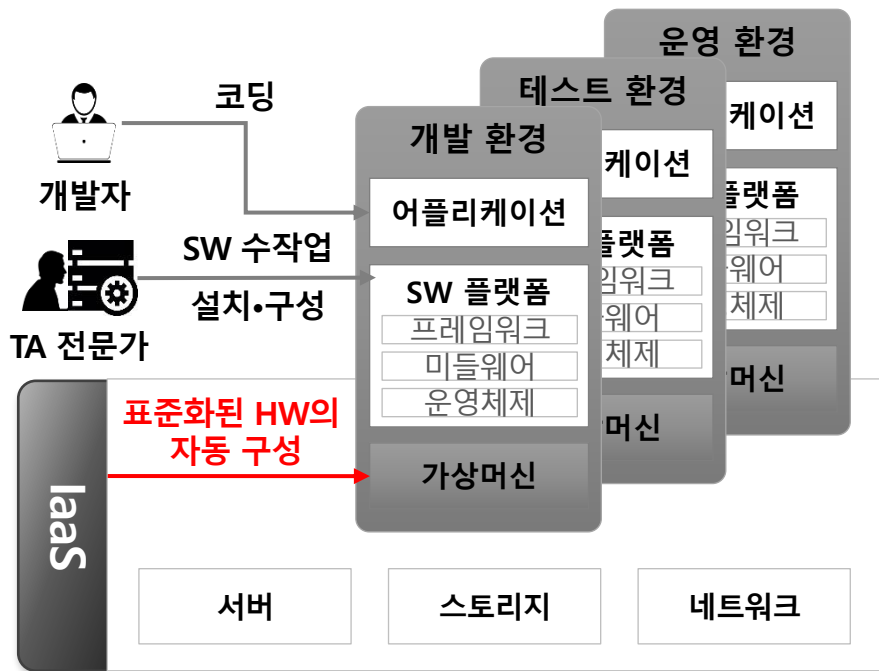 운영 환경
케이션
플랫폼
임워크
웨어
체제
머신
테스트 환경
케이션
플랫폼
임워크
웨어
체제
머신
개발 환경
어플리케이션
SW 플랫폼
프레임워크
미들웨어
운영체제
가상머신
코딩
개발자
SW 수작업
설치•구성
TA 전문가
표준화된 HW의
자동 구성
IaaS
서버
스토리지
네트워크